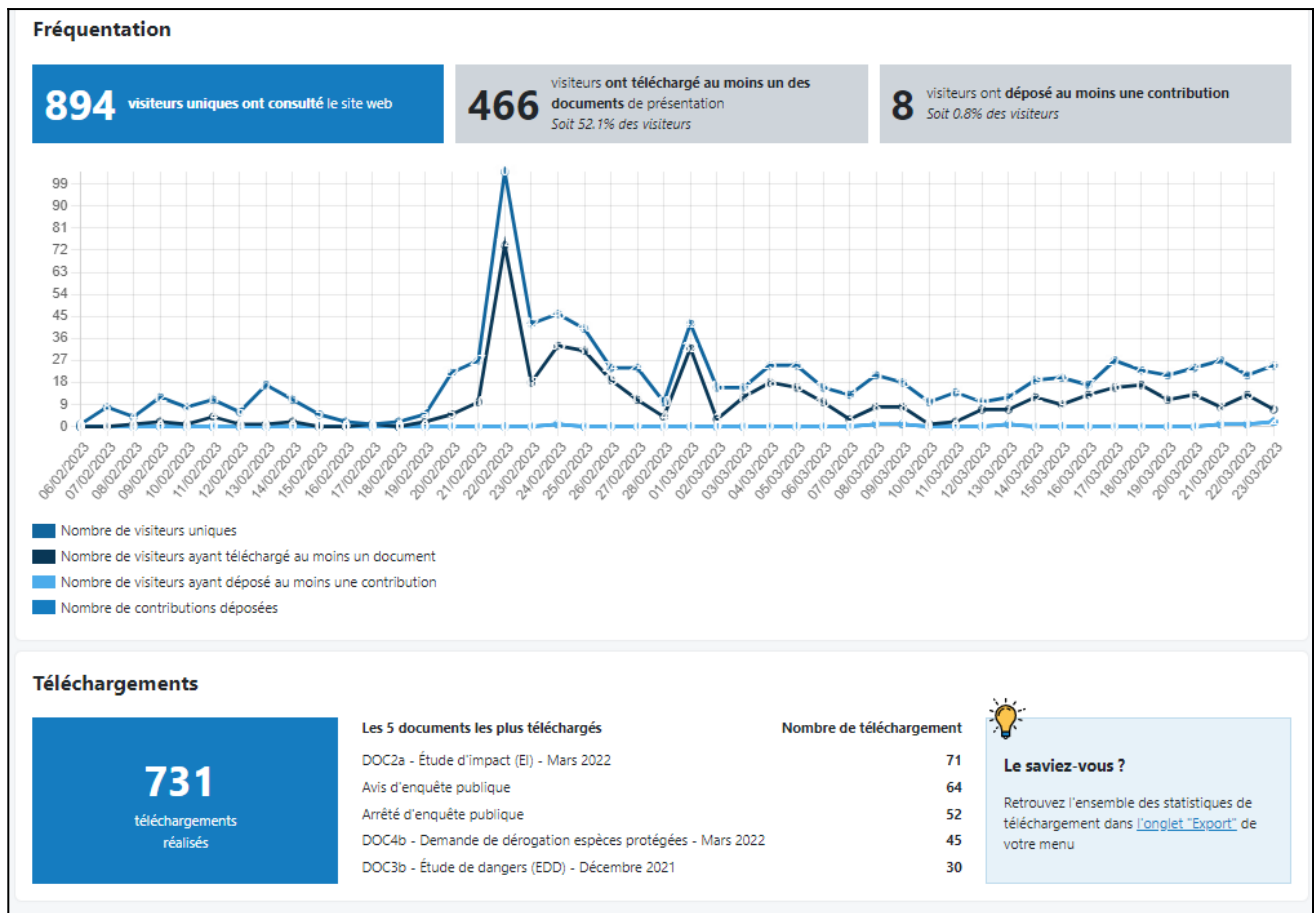 Fréquentation
894 visiteurs uniques ont consulté le site web
466 visiteurs ont téléchargé au moins un des
documents de présentation
Soit 52.1% des visiteurs
8 visiteurs ont déposé au moins une contribution
Soit 0.8% des visiteurs
99
90
81
72
63
54
45
36
27
18
9
0
06/02/2023
07/02/2023
08/02/2023
09/02/2023
10/02/2023
11/02/2023
12/02/2023
13/02/2023
14/02/2023
15/02/2023
16/02/2023
17/02/2023
18/02/2023
19/02/2023
20/02/2023
21/02/2023
22/02/2023
23/02/2023
24/02/2023
25/02/2023
26/02/2023
27/02/2023
28/02/2023
01/03/2023
02/03/2023
03/03/2023
04/03/2023
05/03/2023
06/03/2023
07/03/2023
08/03/2023
09/03/2023
10/03/2023
11/03/2023
12/03/2023
13/03/2023
14/03/2023
15/03/2023
16/03/2023
17/03/2023
18/03/2023
19/03/2023
20/03/2023
21/03/2023
22/03/2023
23/03/2023
Nombre de visiteurs uniques
Nombre de visiteurs ayant téléchargé au moins un document
Nombre de visiteurs ayant déposé au moins une contribution
Nombre de contributions déposées
Téléchargements
731
téléchargements
réalisés
Les 5 documents les plus téléchargés Nombre de téléchargement
DOC2a - Étude d'impact (EI) - Mars 2022 71
Avis d'enquête publique 64
Arrêté d'enquête publique 52
DOC4b - Demande de dérogation espèces protégées - Mars 2022 45
DOC3b - Étude de dangers (EDD) - Décembre 2021 30
Le saviez-vous ?
Retrouvez l'ensemble des statistiques de
téléchargement dans l'onglet "Export" de
votre menu